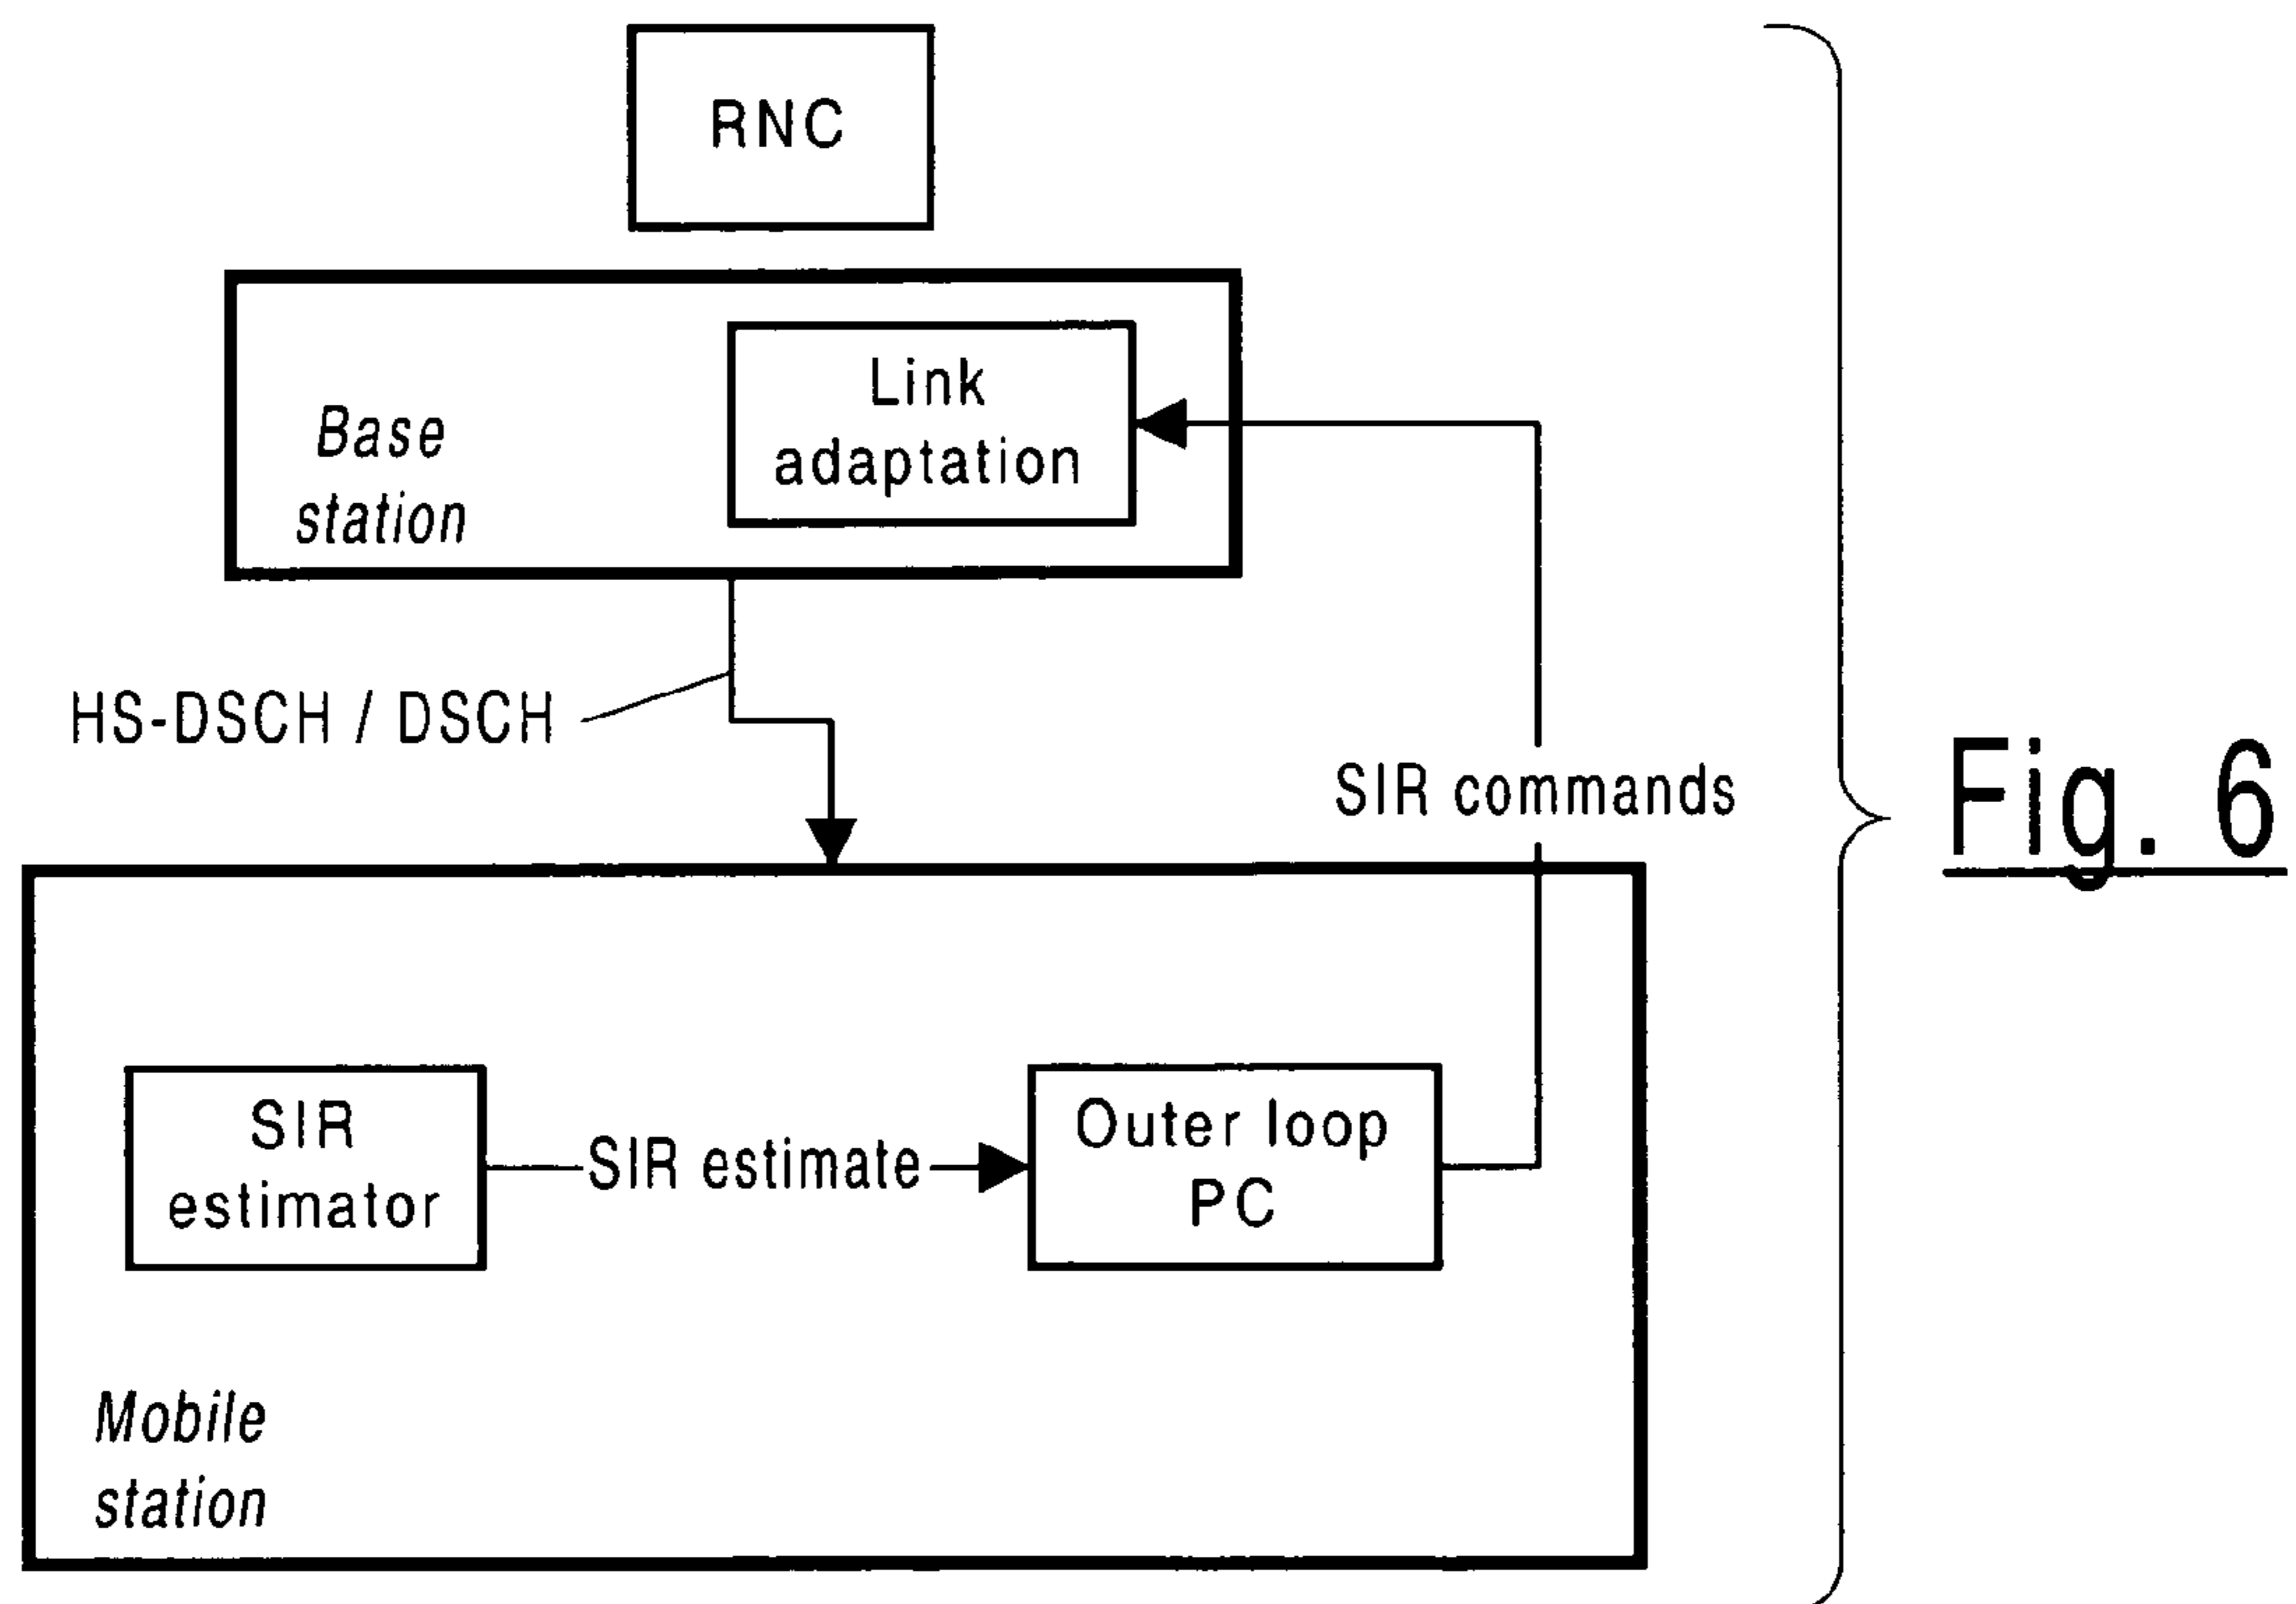 RNC
Link
adaptation
Base
station
HS-DSCH / DSCH
SIR commands
Fig. 6
SIR
estimator
SIR estimate
Outer loop
PC
Mobile
station